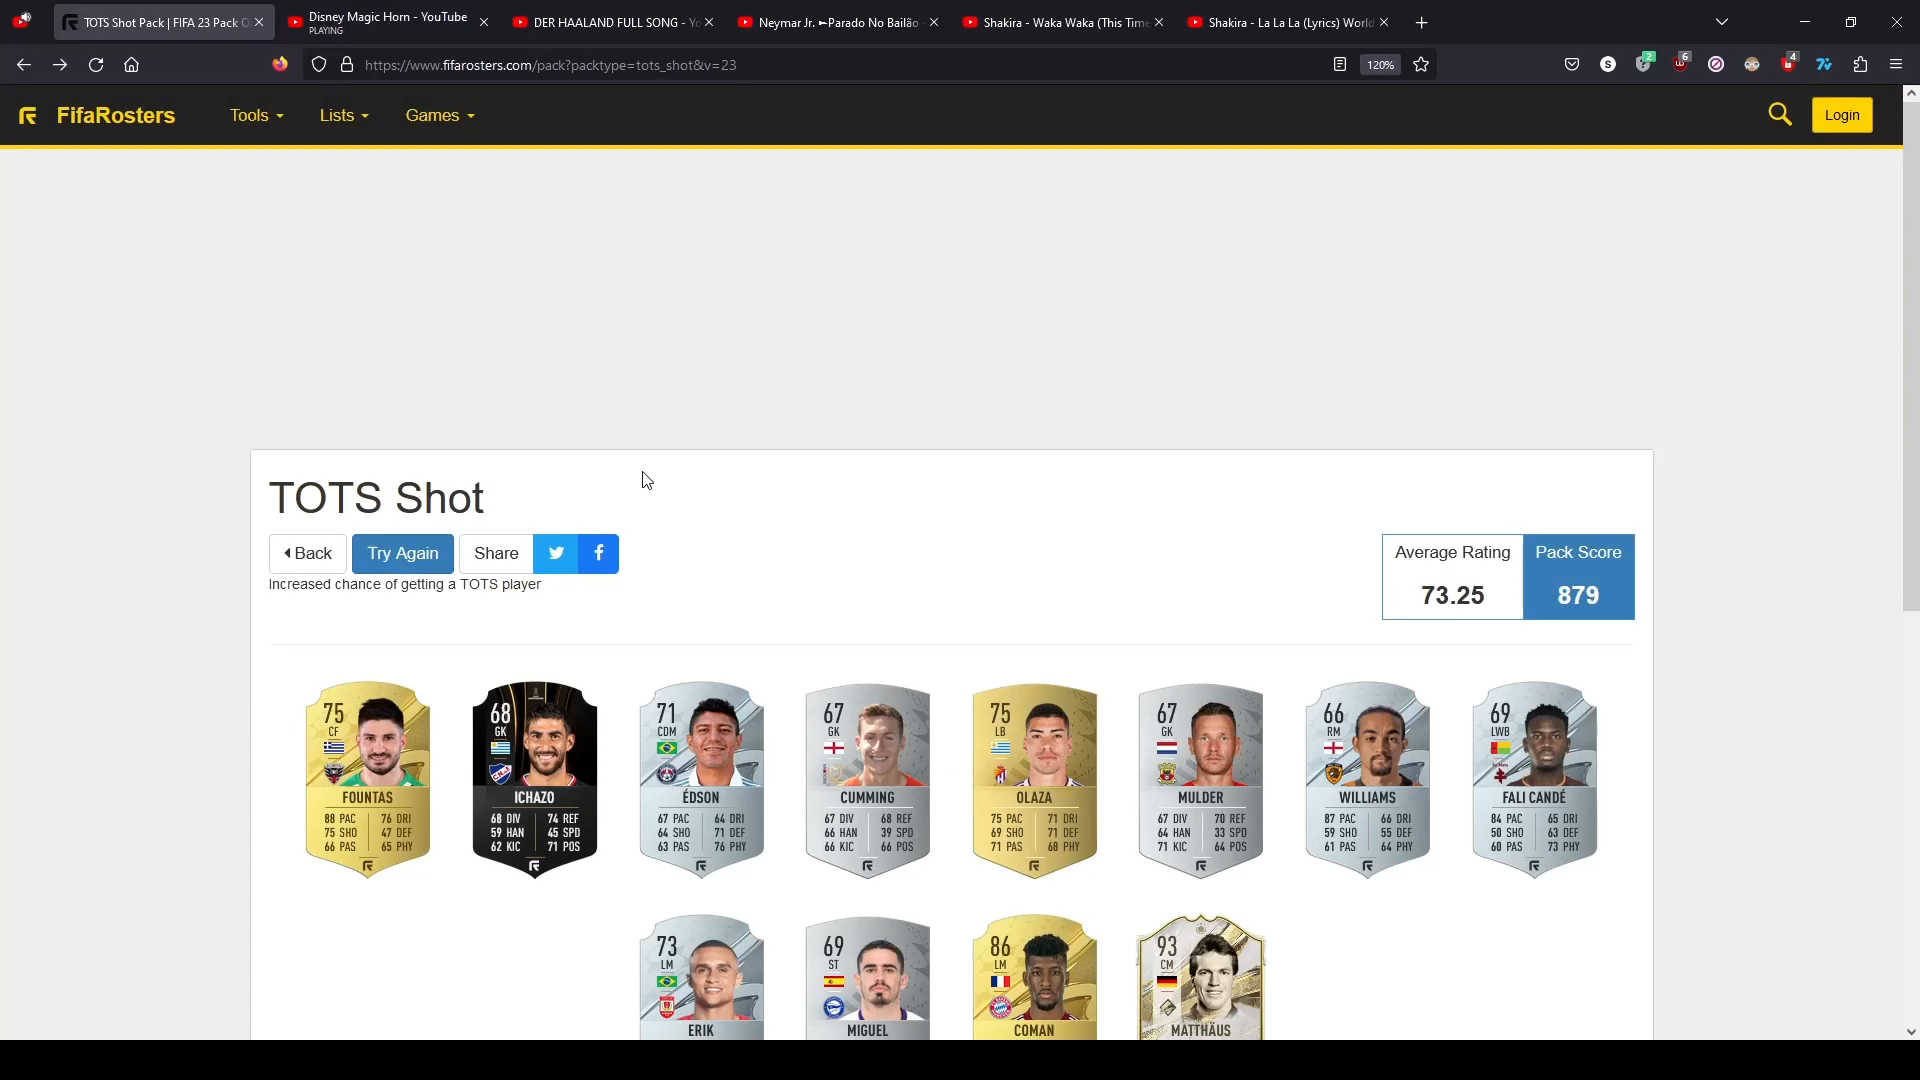 TOTS Shot Pack | FIFA 23 Pack O
Disney Magic Horn - YouTube
PLAYING
DER HAALAND FULL SONG - Yo
Neymar Jr. ►Parado No Bailão
Shakira - Waka Waka (This Time
Shakira - La La La (Lyrics) World
https://www.fifarosters.com/pack?packtype=tots_shot&v=23
120%
S
2
6
4
FifaRosters
Tools
Lists
Games
Login
TOTS Shot
Back
Try Again
Share
Increased chance of getting a TOTS player
Average Rating
73.25
Pack Score
879
75
CF
FOUNTAS
88 PAC 76 DRI
75 SHO 47 DEF
66 PAS 65 PHY
68
GK
ICHAZO
68 DIV 74 REF
59 HAN 45 SPD
62 KIC 71 POS
71
CDM
ÉDSON
67 PAC 64 DRI
64 SHO 71 DEF
63 PAS 76 PHY
67
GK
CUMMING
67 DIV 68 REF
66 HAN 39 SPD
66 KIC 66 POS
75
LB
OLAZA
75 PAC 71 DRI
69 SHO 71 DEF
71 PAS 68 PHY
67
GK
MULDER
67 DIV 70 REF
64 HAN 33 SPD
71 KIC 64 POS
66
RM
WILLIAMS
87 PAC 66 DRI
59 SHO 55 DEF
61 PAS 64 PHY
69
LWB
FALI CANDÉ
84 PAC 65 DRI
50 SHO 63 DEF
60 PAS 73 PHY
73
LM
ERIK
69
ST
MIGUEL
86
LM
COMAN
93
CM
MATTHÄUS